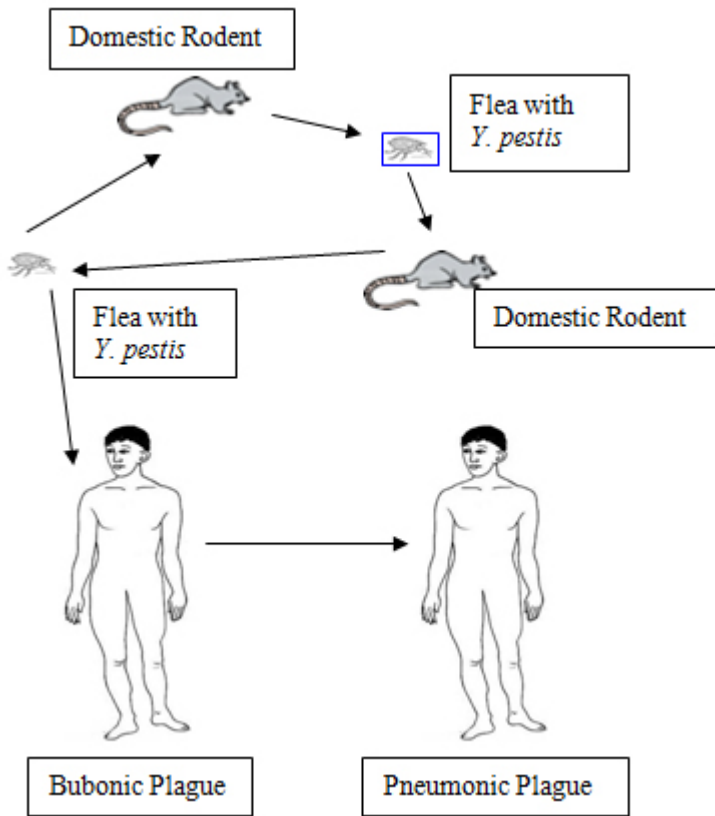 Domestic Rodent
Flea with
Y. pestis
Flea with
Y. pestis
Domestic Rodent
Bubonic Plague
Pneumonic Plague